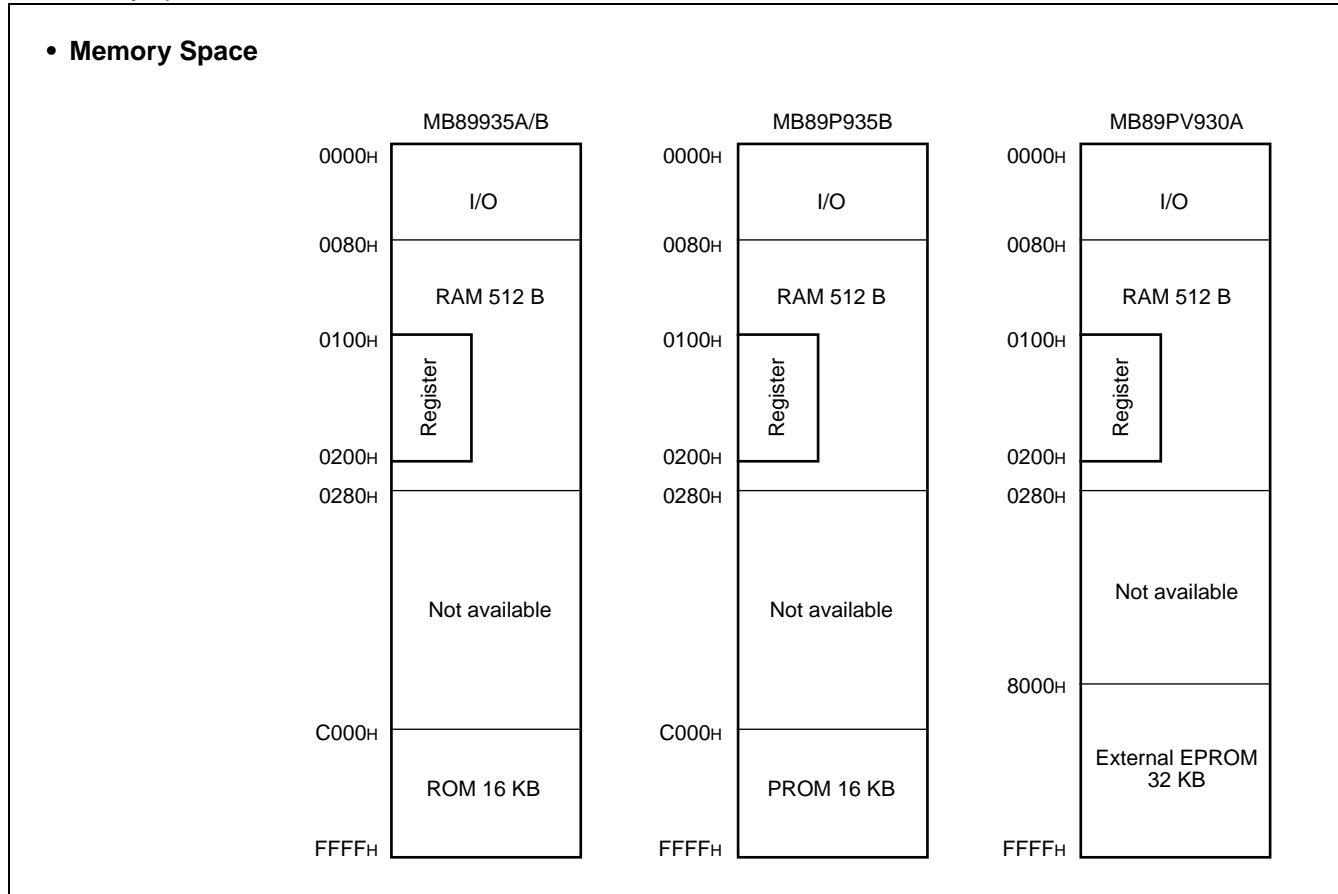 • Memory Space
MB89935A/B
0000H
I/O
0080H
RAM 512 B
0100H
Register
0200H
0280H
Not available
C000H
ROM 16 KB
FFFFH
MB89P935B
0000H
I/O
0080H
RAM 512 B
0100H
Register
0200H
0280H
Not available
C000H
PROM 16 KB
FFFFH
MB89PV930A
0000H
I/O
0080H
RAM 512 B
0100H
Register
0200H
0280H
Not available
8000H
External EPROM
32 KB
FFFFH